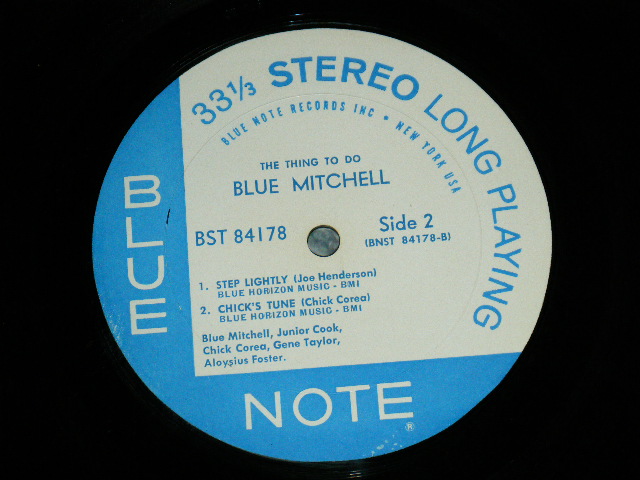 33⅓ STEREO LONG PLAYING
BLUE NOTE RECORDS INC • NEW YORK USA
THE THING TO DO
BLUE MITCHELL
BST 84178
Side 2
(BNST 84178-B)
1. STEP LIGHTLY (Joe Henderson)
BLUE HORIZON MUSIC - BMI
2. CHICK'S TUNE (Chick Corea)
BLUE HORIZON MUSIC - BMI
Blue Mitchell, Junior Cook,
Chick Corea, Gene Taylor,
Aloysius Foster.
BLUE
NOTE®